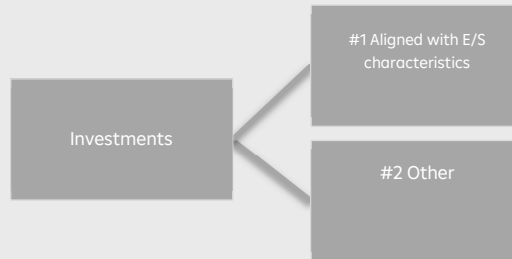 Investments
#1 Aligned with E/S
characteristics
#2 Other